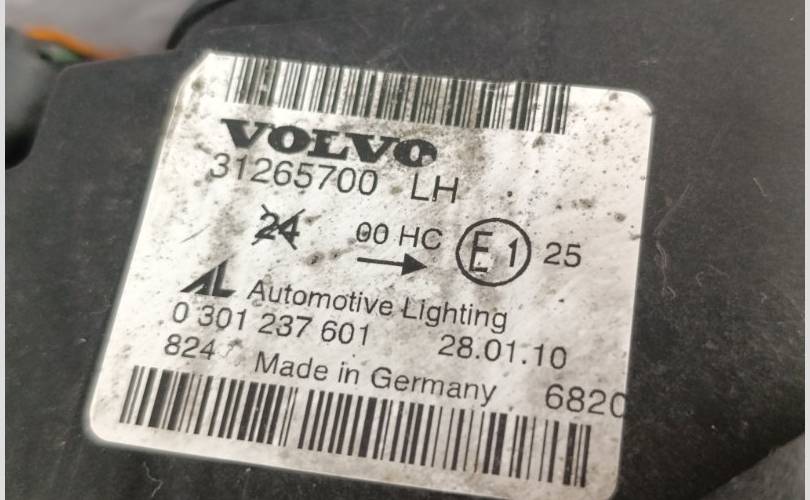 VOLVO
31265700 LH
24 00 HC E1 25
AL Automotive Lighting
0 301 237 601 28.01.10
824 Made in Germany 6820